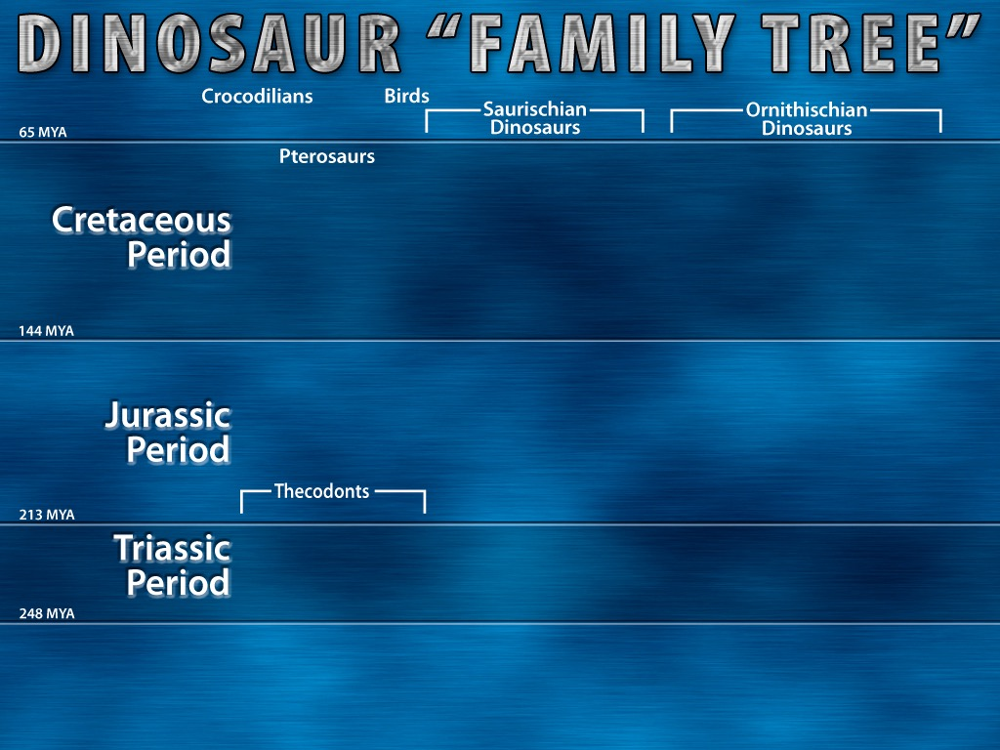 DINOSAUR “FAMILY TREE”
Crocodilians
Birds
Saurischian
Dinosaurs
Ornithischian
Dinosaurs
65 MYA
Pterosaurs
Cretaceous
Period
144 MYA
Jurassic
Period
Thecodonts
213 MYA
Triassic
Period
248 MYA